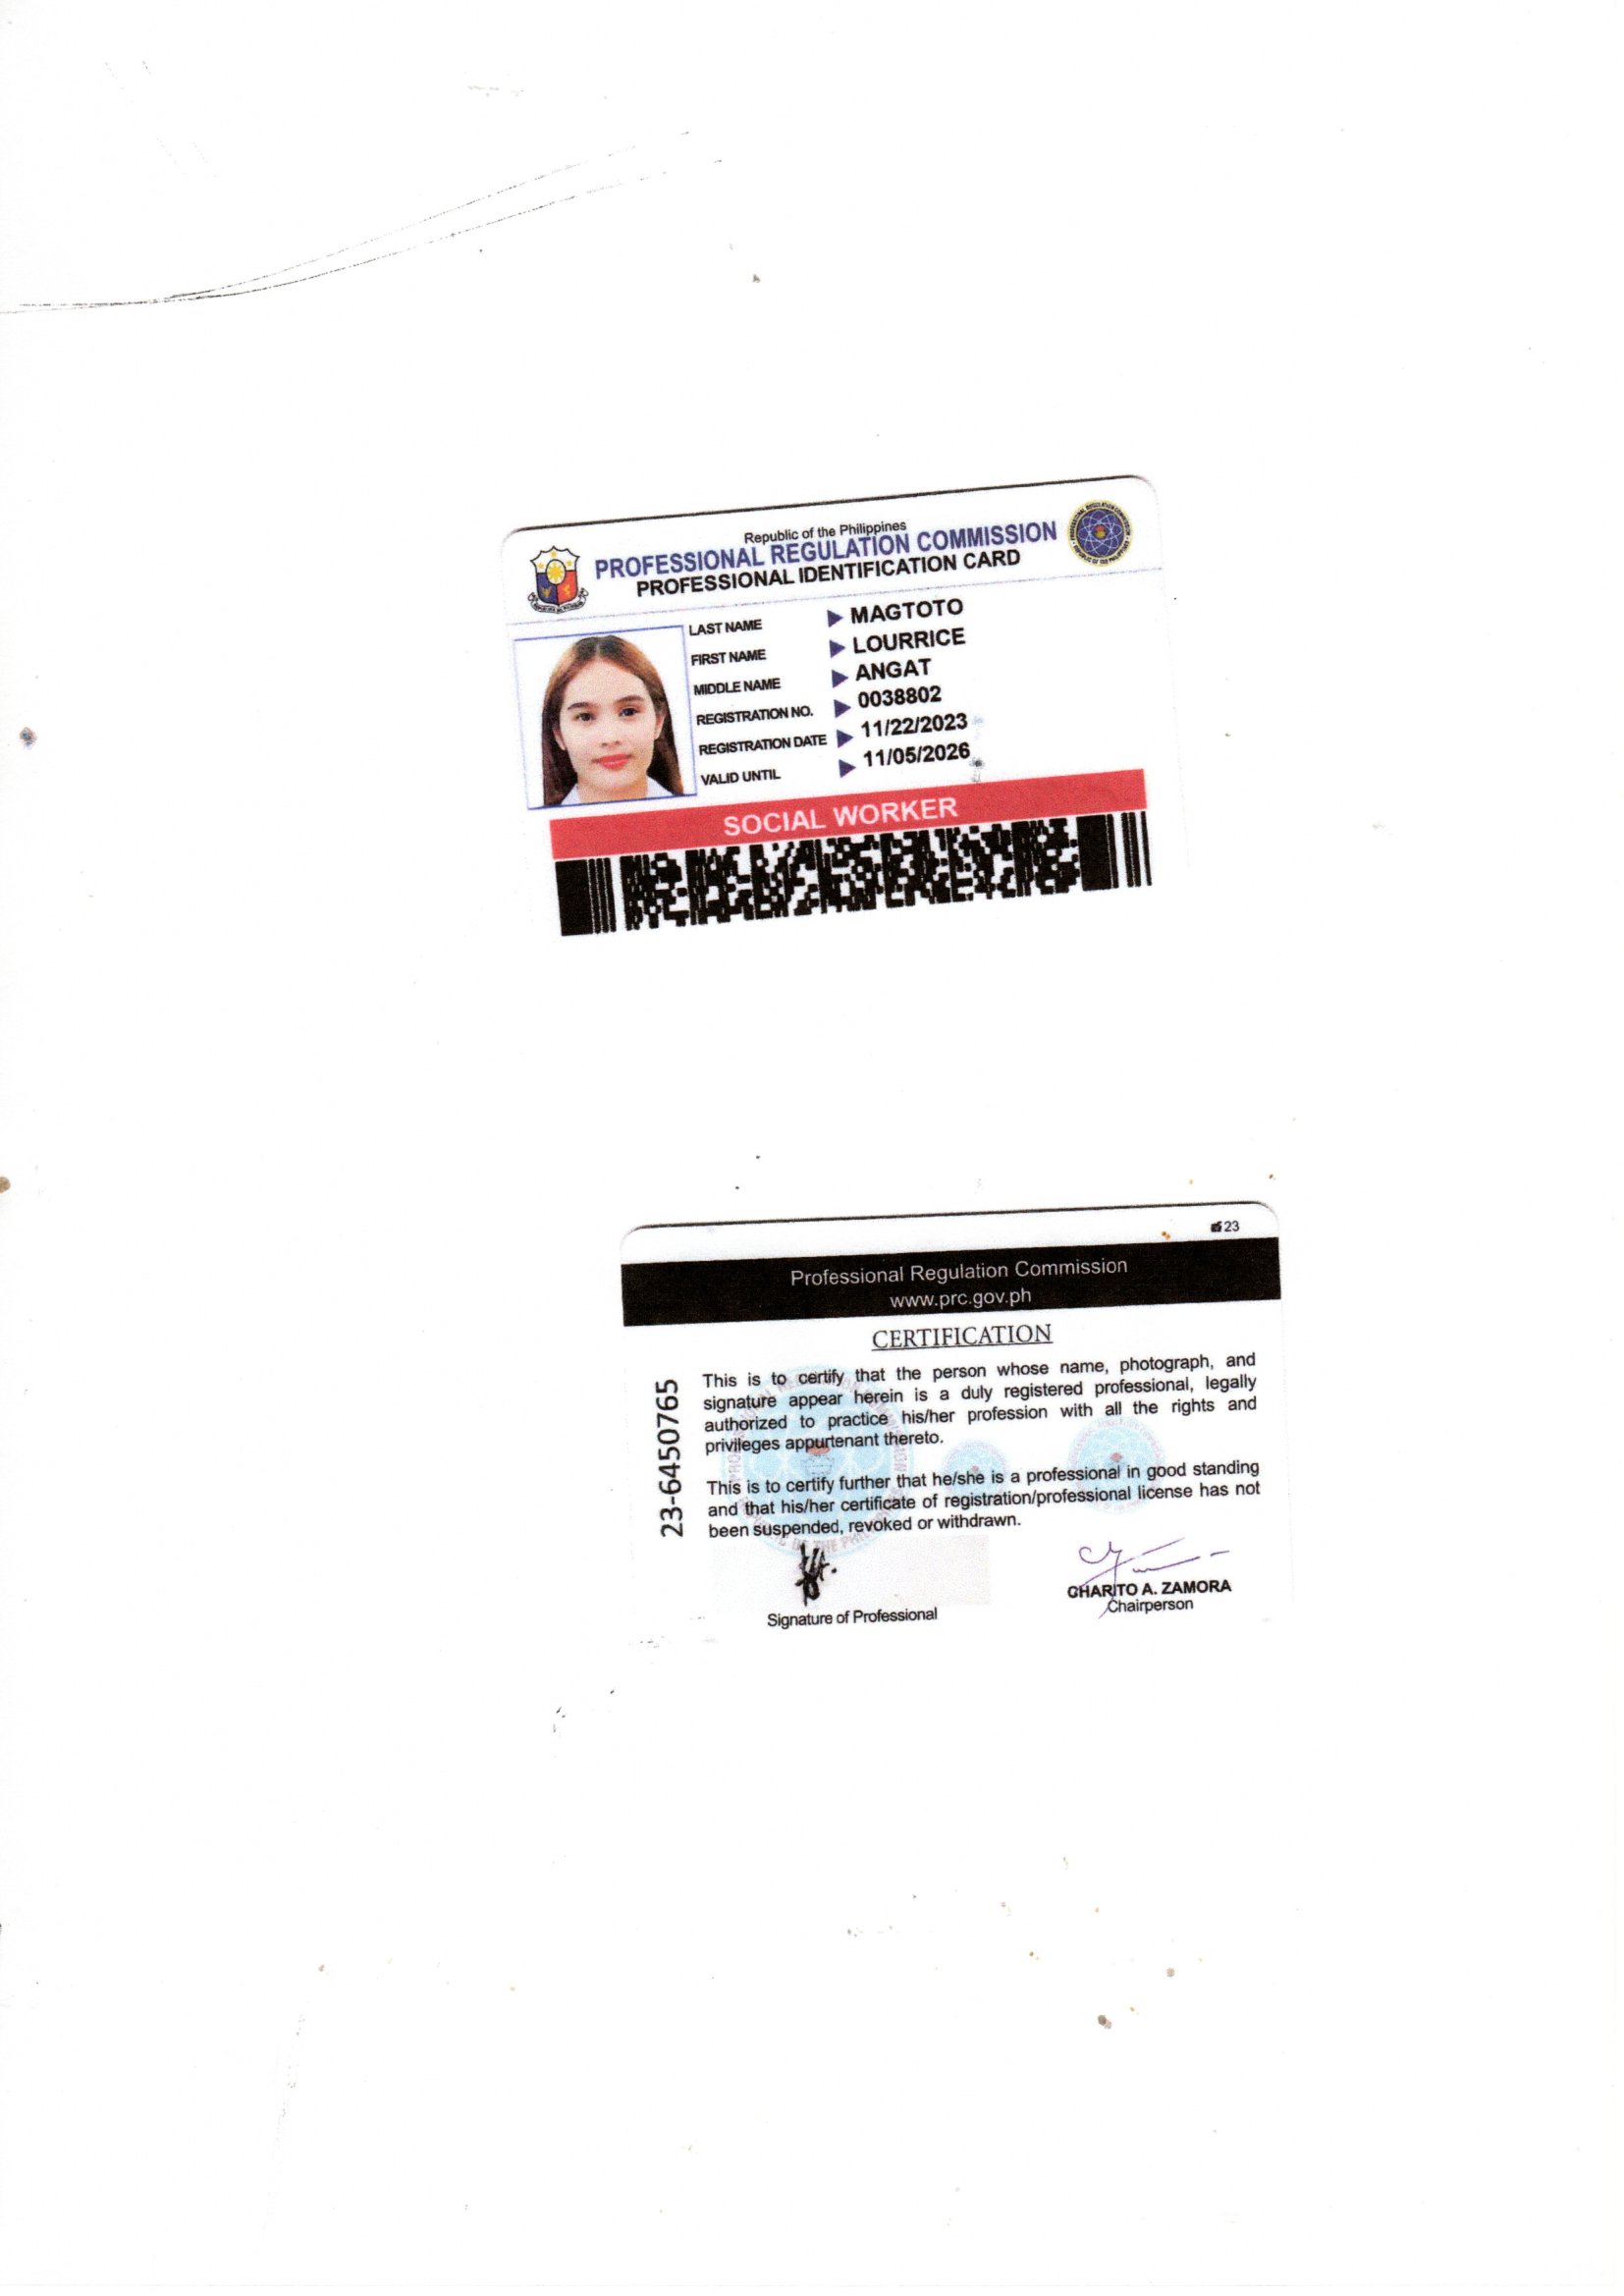 Republic of the Philippines
PROFESSIONAL REGULATION COMMISSION
PROFESSIONAL IDENTIFICATION CARD
LAST NAME MAGTOTO
FIRST NAME LOURRICE
MIDDLE NAME ANGAT
REGISTRATION NO. 0038802
REGISTRATION DATE 11/22/2023
VALID UNTIL 11/05/2026
SOCIAL WORKER
23
Professional Regulation Commission
www.prc.gov.ph
CERTIFICATION
This is to certify that the person whose name, photograph, and
signature appear herein is a duly registered professional, legally
authorized to practice his/her profession with all the rights and
privileges appurtenant thereto.
This is to certify further that he/she is a professional in good standing
and that his/her certificate of registration/professional license has not
been suspended, revoked or withdrawn.
23-6450765
Signature of Professional
CHARITO A. ZAMORA
Chairperson